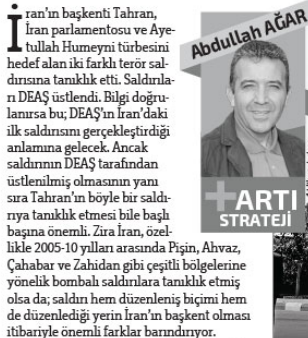 İran’ın başkenti Tahran,
İran parlamentosu ve Aye-
tullah Humeyni türbesini
hedef alan iki farklı terör sal-
dırısına tanıklık etti. Saldırıla-
rı DEAŞ üstlendi. Bilgi doğru-
lanırsa bu; DEAŞ’ın İran’daki
ilk saldırısını gerçekleştirdiği
anlamına gelecek. Ancak
saldırının DEAŞ tarafından
üstlenilmiş olmasının yanı
sıra Tahran’ın böyle bir saldı-
rıya tanıklık etmesi bile başlı
başına önemli. Zira İran, özel-
likle 2005-10 yılları arasında Pişin, Ahvaz,
Çahabar ve Zahidan gibi çeşitli bölgelerine
yönelik bombalı saldırılara tanıklık etmiş
olsa da; saldırı hem düzenleniş biçimi hem
de düzenlediği yerin İran’ın başkent olması
itibariyle önemli farklar barındırıyor.
Abdullah AĞAR
+ARTI
STRATEJİ